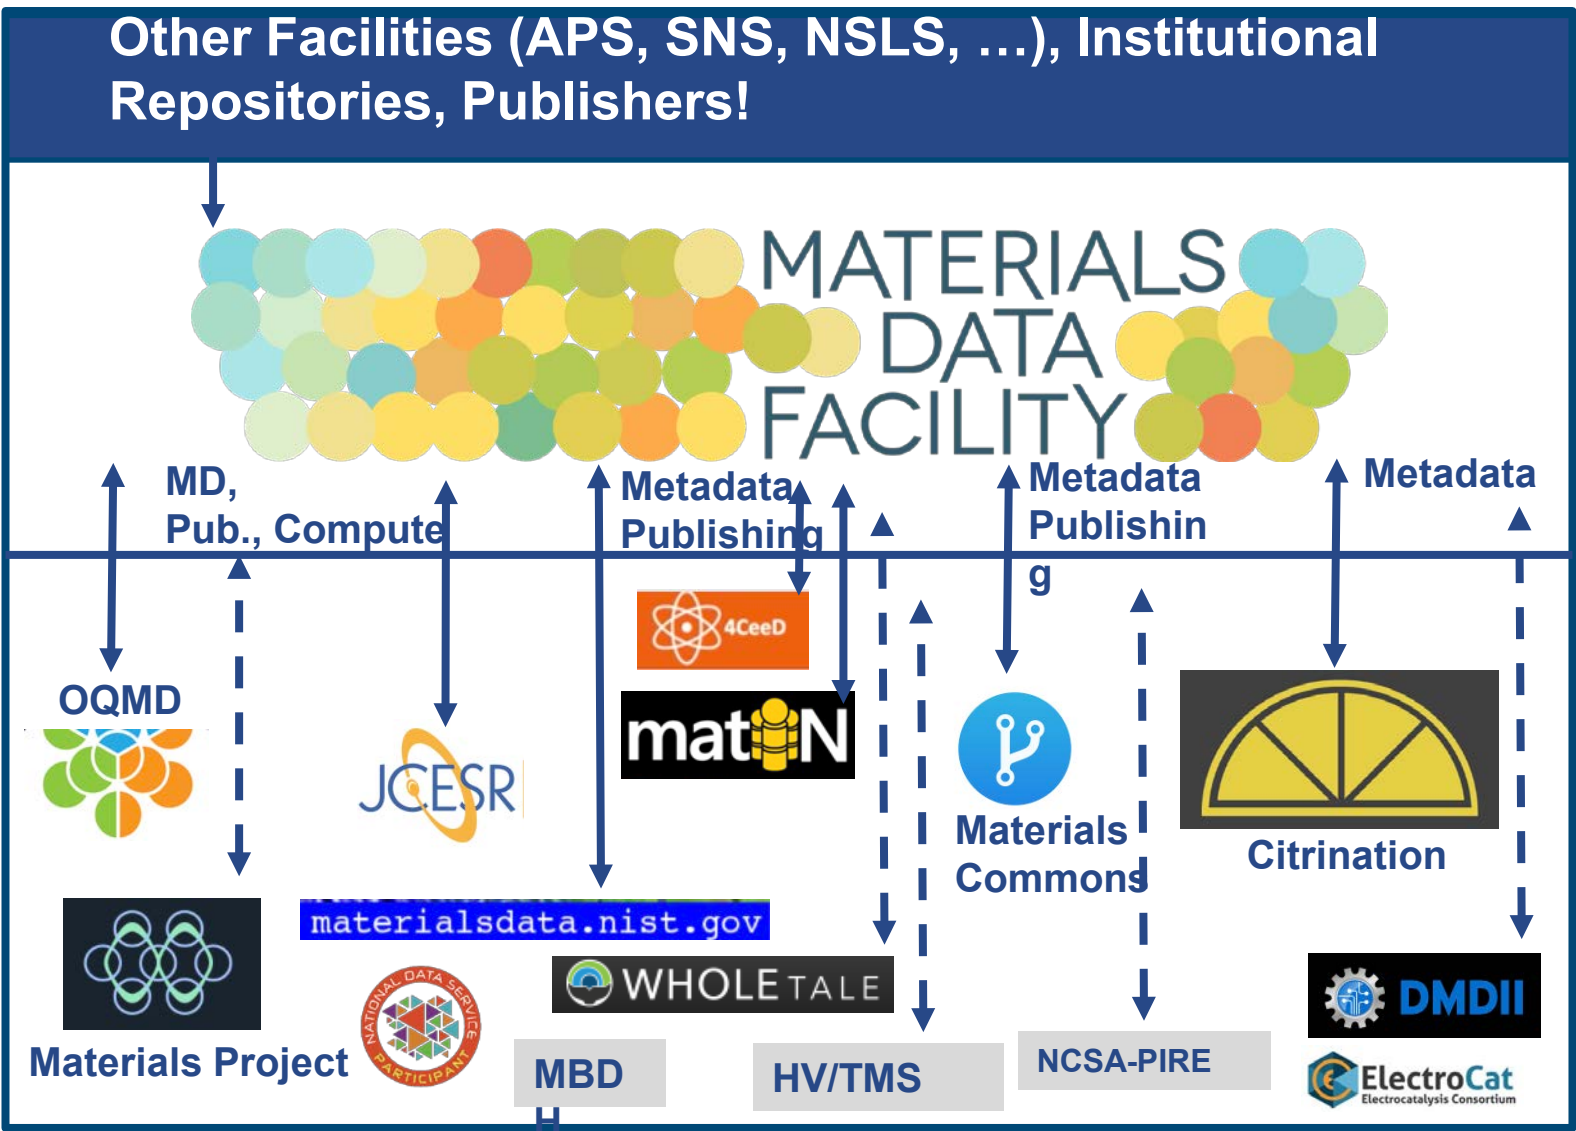 Other Facilities (APS, SNS, NSLS, …), Institutional
Repositories, Publishers!
MATERIALS
DATA
FACILITY
MD,
Pub., Compute
Metadata
Publishing
Metadata
Publishin
g
Metadata
4CeeD
OQMD
matiN
JCESR
Materials
Commons
Citrination
materialsdata.nist.gov
WHOLETALE
NATIONAL DATA SERVICE
PARTICIPANT
DMDII
Materials Project
MBD
H
HV/TMS
NCSA-PIRE
ElectroCat
Electrocatalysis Consortium